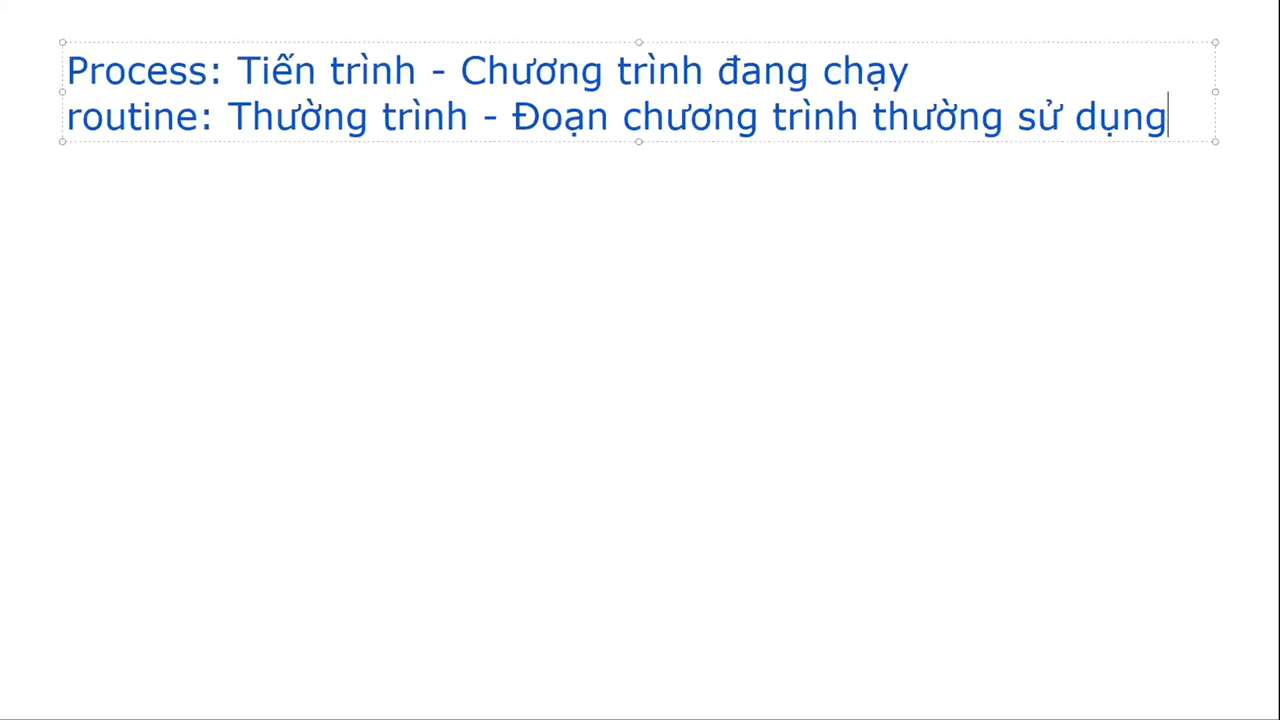 Process: Tiến trình - Chương trình đang chạy
routine: Thường trình - Đoạn chương trình thường sử dụng